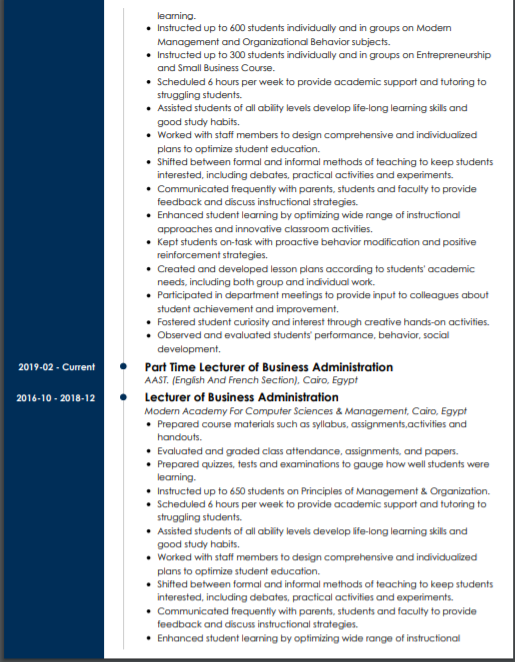 learning.
• Instructed up to 600 students individually and in groups on Modern
Management and Organizational Behavior subjects.
• Instructed up to 300 students individually and in groups on Entrepreneurship
and Small Business Course.
• Scheduled 6 hours per week to provide academic support and tutoring to
struggling students.
• Assisted students of all ability levels develop life-long learning skills and
good study habits.
• Worked with staff members to design comprehensive and individualized
plans to optimize student education.
• Shifted between formal and informal methods of teaching to keep students
interested, including debates, practical activities and experiments.
• Communicated frequently with parents, students and faculty to provide
feedback and discuss instructional strategies.
• Enhanced student learning by optimizing wide range of instructional
approaches and innovative classroom activities.
• Kept students on-task with proactive behavior modification and positive
reinforcement strategies.
• Created and developed lesson plans according to students' academic
needs, including both group and individual work.
• Participated in department meetings to provide input to colleagues about
student achievement and improvement.
• Fostered student curiosity and interest through creative hands-on activities.
• Observed and evaluated students' performance, behavior, social
development.
2019-02 - Current Part Time Lecturer of Business Administration
AAST. (English And French Section), Cairo, Egypt
2016-10 - 2018-12 Lecturer of Business Administration
Modern Academy For Computer Sciences & Management, Cairo, Egypt
• Prepared course materials such as syllabus, assignments,activities and
handouts.
• Evaluated and graded class attendance, assignments, and papers.
• Prepared quizzes, tests and examinations to gauge how well students were
learning.
• Instructed up to 650 students on Principles of Management & Organization.
• Scheduled 6 hours per week to provide academic support and tutoring to
struggling students.
• Assisted students of all ability levels develop life-long learning skills and
good study habits.
• Worked with staff members to design comprehensive and individualized
plans to optimize student education.
• Shifted between formal and informal methods of teaching to keep students
interested, including debates, practical activities and experiments.
• Communicated frequently with parents, students and faculty to provide
feedback and discuss instructional strategies.
• Enhanced student learning by optimizing wide range of instructional